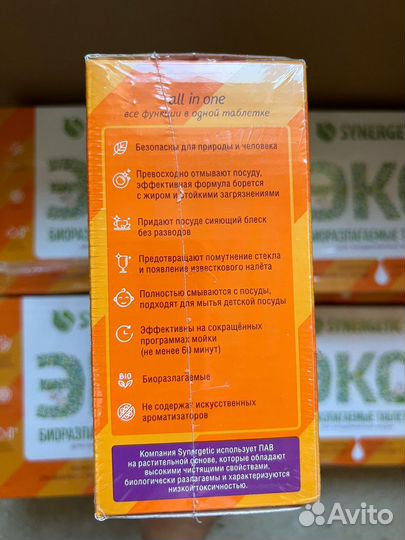 all in one
все функции в одной таблетке
Безопасны для природы и человека
Превосходно отмывают посуду,
эффективная формула борется
с жиром и стойкими загрязнениями
Придают посуде сияющий блеск
без разводов
Предотвращают помутнение стекла
и появление известкового налёта
Полностью смываются с посуды,
подходят для мытья детской посуды
Эффективны на сокращённых
программах мойки
(не менее 60 минут)
BIO
Биоразлагаемые
Не содержат искусственных
ароматизаторов
Компания Synergetic использует ПАВ
на растительной основе, которые обладают
высокими чистящими свойствами,
биологически разлагаемы и характеризуются
низкой токсичностью.
SYNERGETIC
ЭКО
SYNERGETIC
ЭКО
Avito